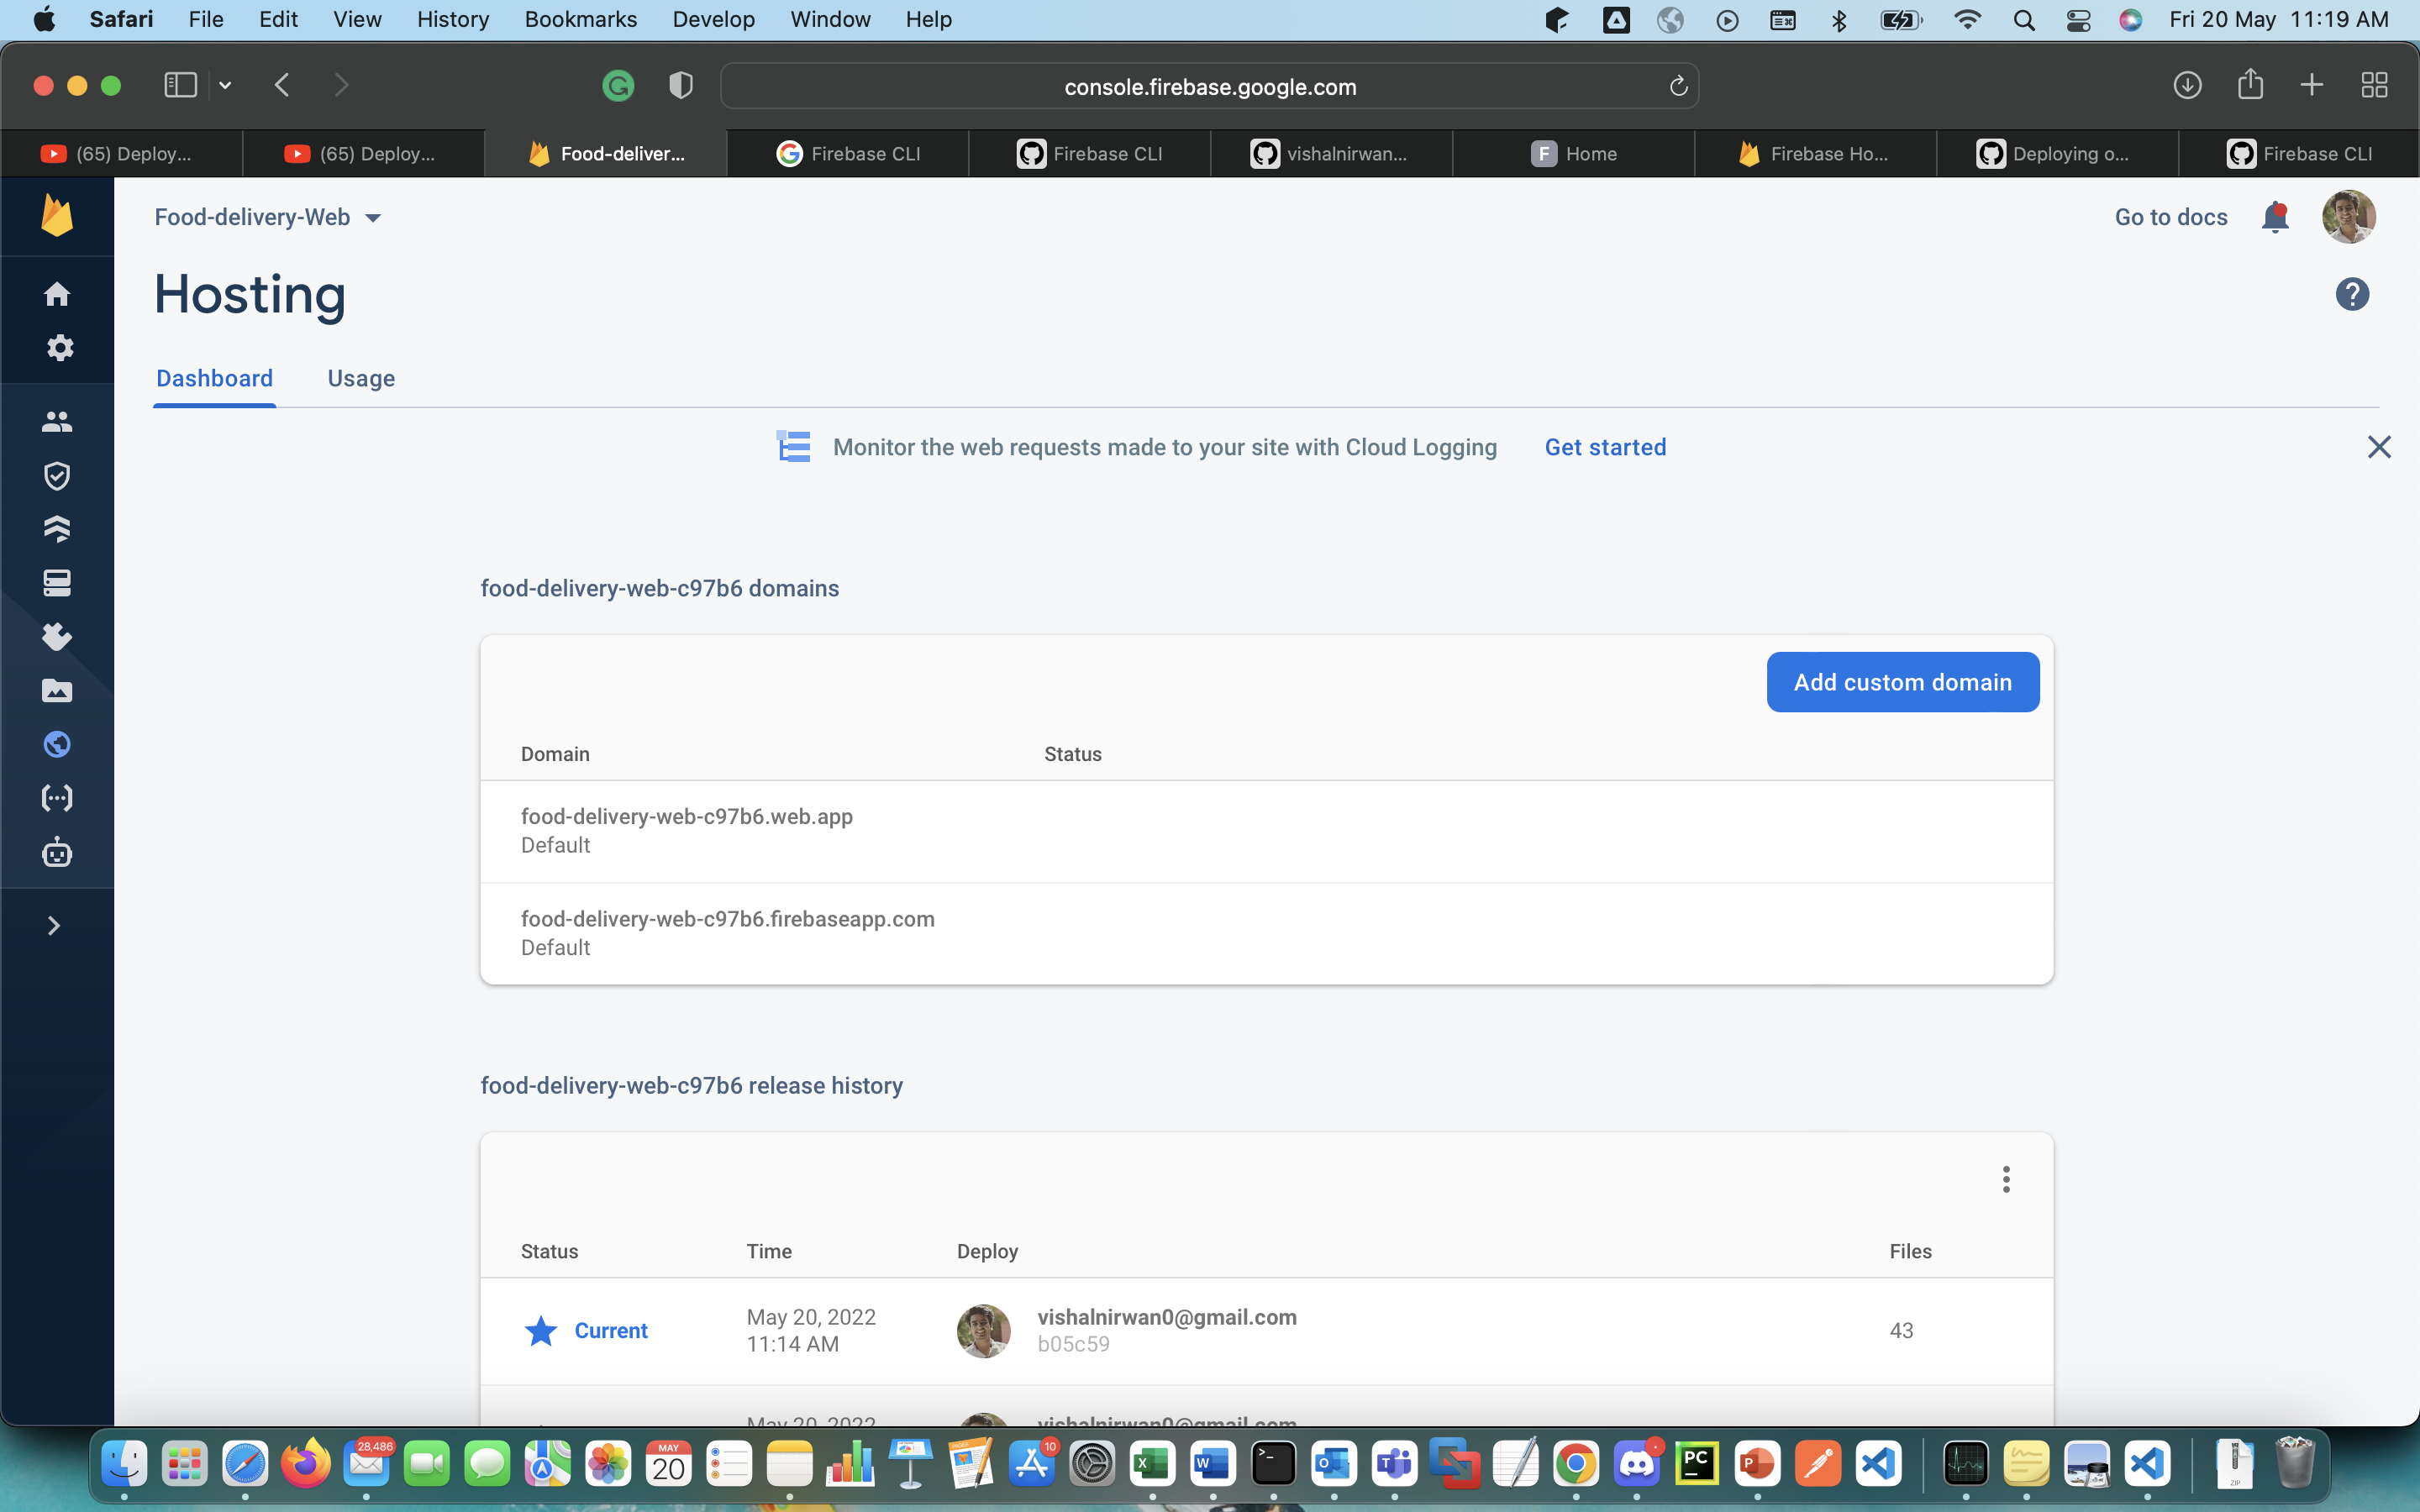 Safari File Edit View History Bookmarks Develop Window Help Fri 20 May 11:19 AM
console.firebase.google.com
(65) Deploy... (65) Deploy... Food-deliver... Firebase CLI Firebase CLI vishalnirwan... F Home Firebase Ho... Deploying o... Firebase CLI
Food-delivery-Web Go to docs
Hosting
Dashboard Usage
Monitor the web requests made to your site with Cloud Logging Get started
food-delivery-web-c97b6 domains
Add custom domain
Domain Status
food-delivery-web-c97b6.web.app
Default
food-delivery-web-c97b6.firebaseapp.com
Default
food-delivery-web-c97b6 release history
Status Time Deploy Files
Current May 20, 2022 11:14 AM vishalnirwan0@gmail.com b05c59 43
May 20, 2022 vishalnirwan0@gmail.com
28,486 MAY 20 10 PC ZIP